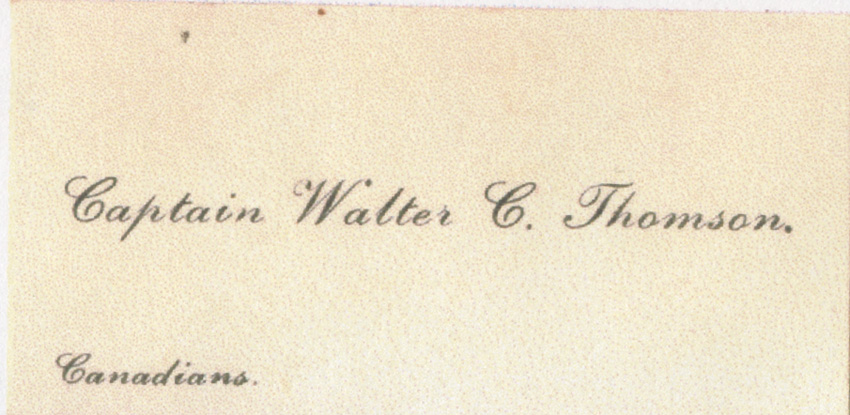 Captain Walter C. Thomson.
Canadians.